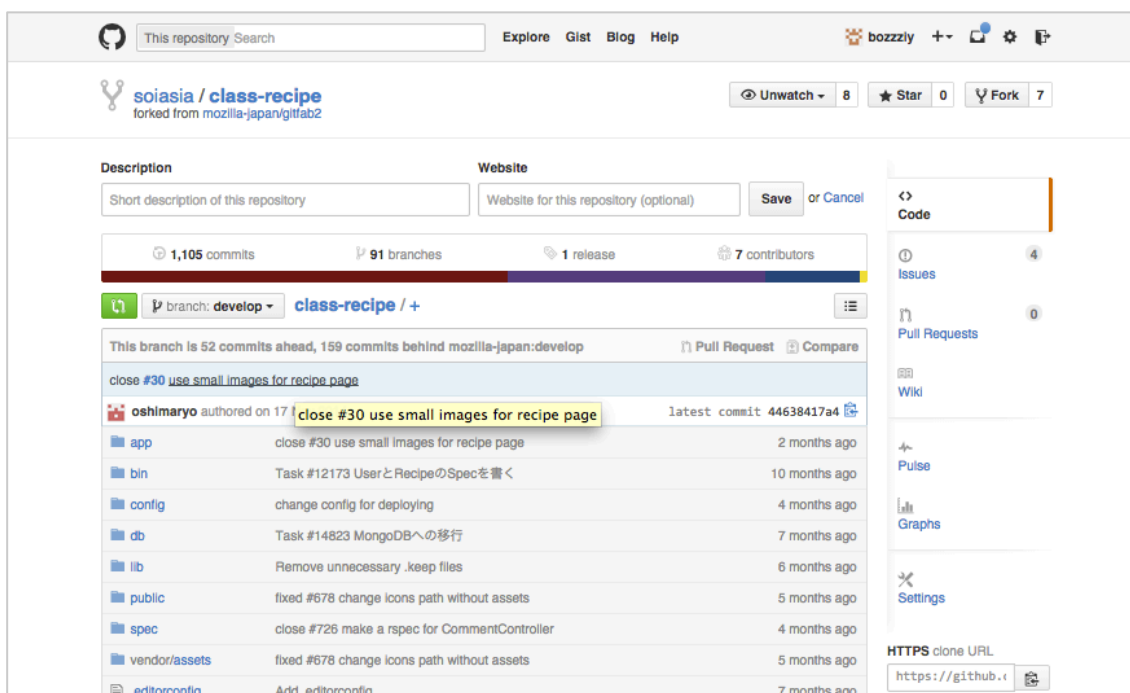 This repository Search Explore Gist Blog Help bozzzly
soiasia / class-recipe Unwatch 8 Star 0 Fork 7
forked from mozilla-japan/gitfab2
Description Website
Short description of this repository Website for this repository (optional) Save or Cancel
Code
1,105 commits 91 branches 1 release 7 contributors
Issues 4
branch: develop class-recipe / +
Pull Requests 0
This branch is 52 commits ahead, 159 commits behind mozilla-japan:develop Pull Request Compare
close #30 use small images for recipe page
Wiki
oshimaryo authored on 17 latest commit 44638417a4
close #30 use small images for recipe page
app close #30 use small images for recipe page 2 months ago
Pulse
bin Task #12173 UserとRecipeのSpecを書く 10 months ago
config change config for deploying 4 months ago
Graphs
db Task #14823 MongoDBへの移行 7 months ago
lib Remove unnecessary .keep files 6 months ago
public fixed #678 change icons path without assets 5 months ago
Settings
spec close #726 make a rspec for CommentController 4 months ago
HTTPS clone URL
vendor/assets fixed #678 change icons path without assets 5 months ago
https://github.c
.editorconfig Add .editorconfig 7 months ago